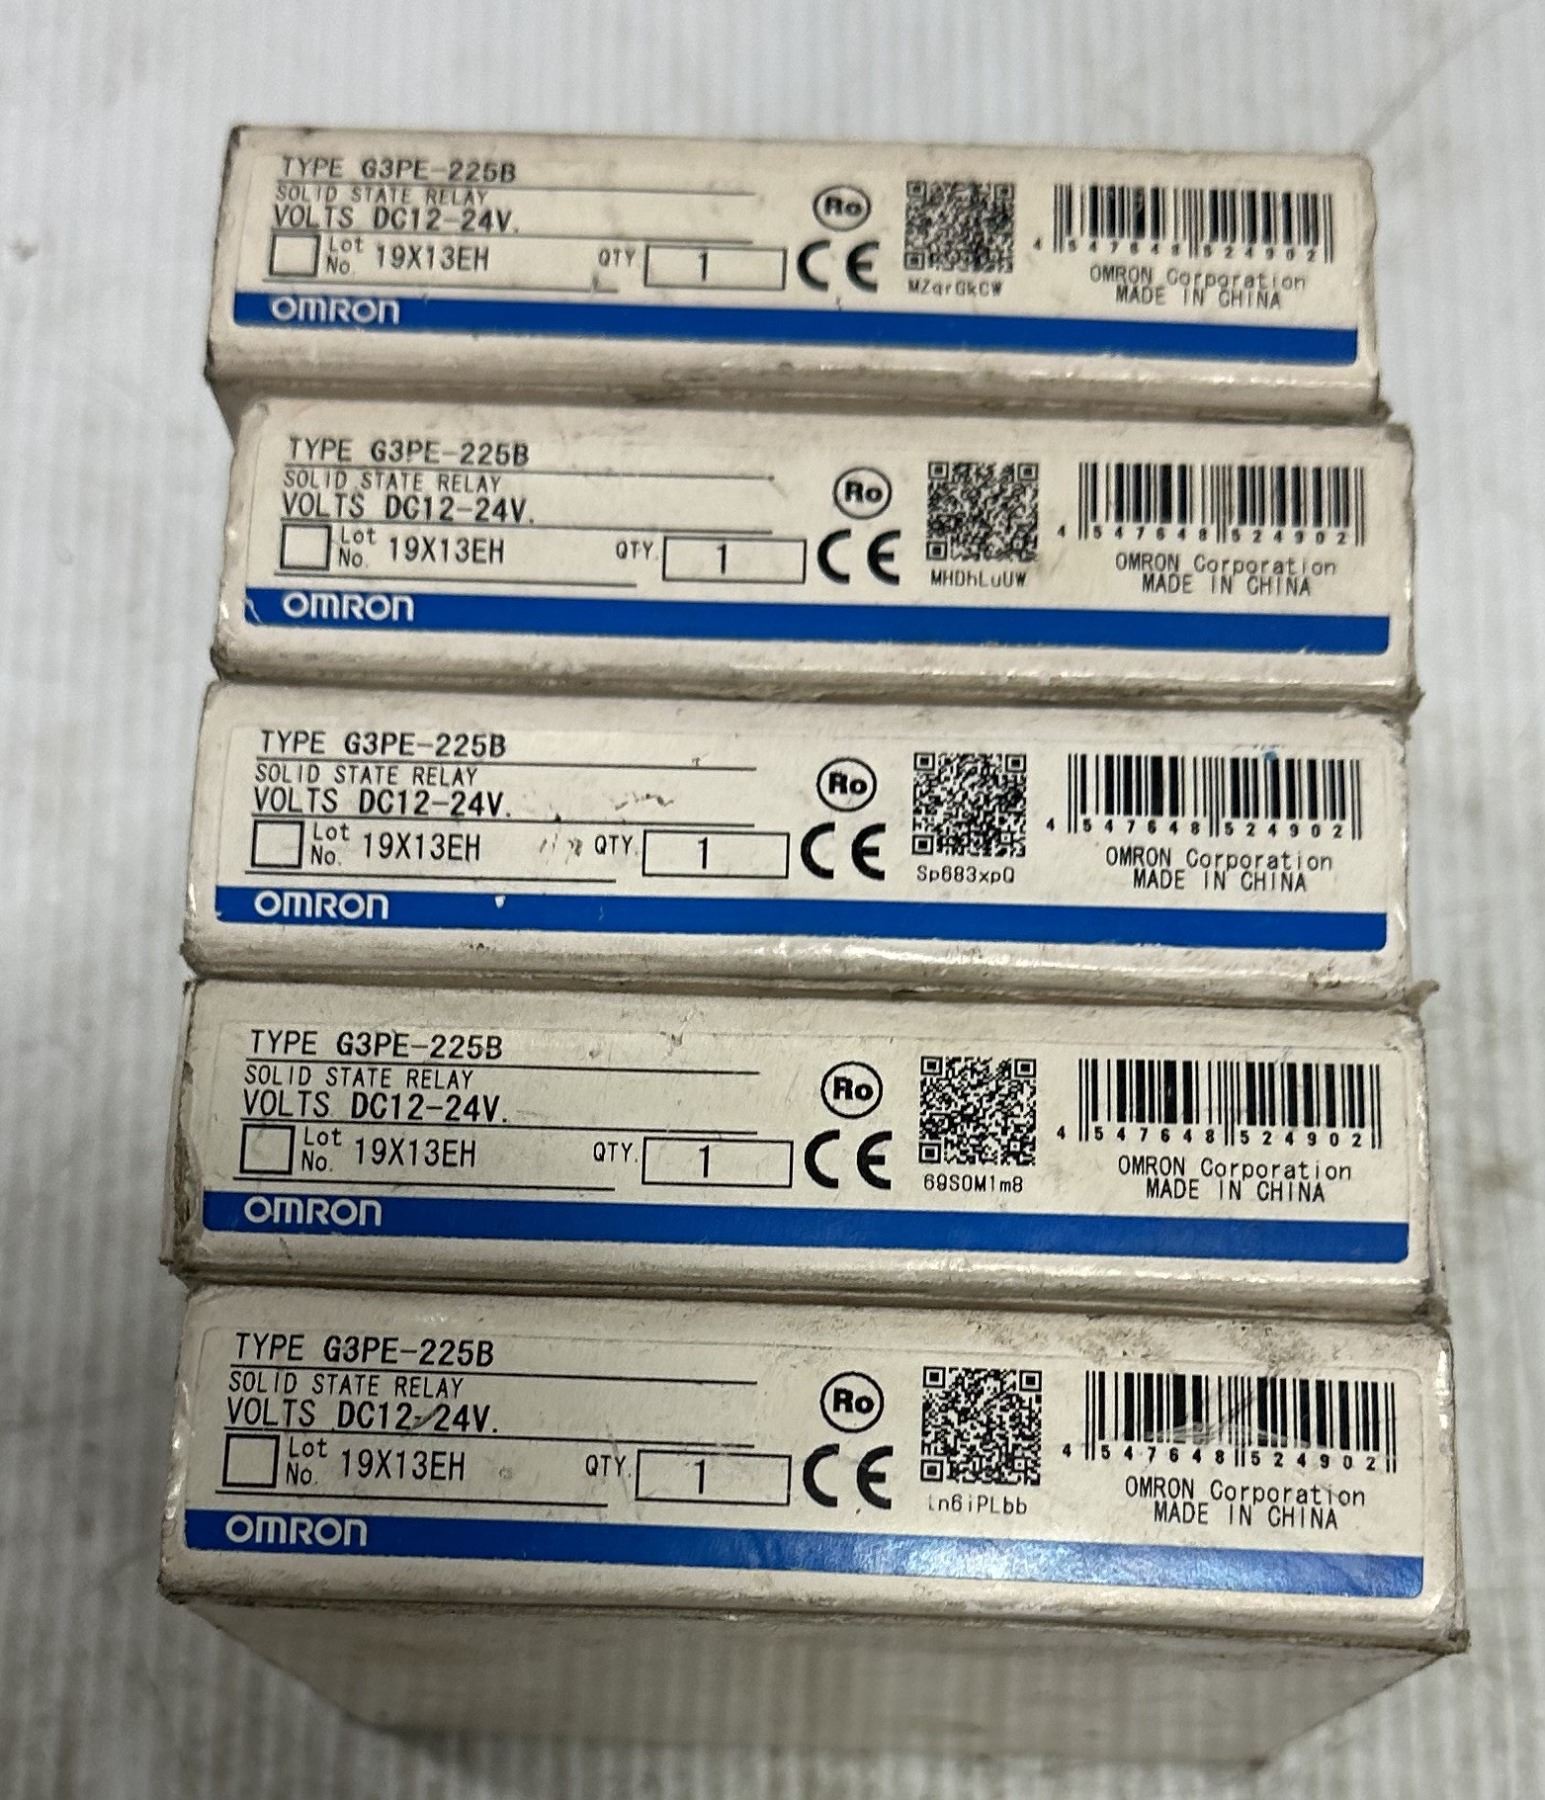 TYPE G3PE-225B
SOLID STATE RELAY
VOLTS DC12-24V.
Lot No. 19X13EH QTY 1 CE
Ro
MZqrGkCW
4 547648 524902
OMRON Corporation
MADE IN CHINA
OMRON
TYPE G3PE-225B
SOLID STATE RELAY
VOLTS DC12-24V.
Lot No. 19X13EH QTY. 1 CE
Ro
MHDhLuUW
4 547648 524902
OMRON Corporation
MADE IN CHINA
OMRON
TYPE G3PE-225B
SOLID STATE RELAY
VOLTS DC12-24V.
Lot No. 19X13EH QTY. 1 CE
Ro
Sp683xpQ
4 547648 524902
OMRON Corporation
MADE IN CHINA
OMRON
TYPE G3PE-225B
SOLID STATE RELAY
VOLTS DC12-24V.
Lot No. 19X13EH QTY. 1 CE
Ro
69S0M1m8
4 547648 524902
OMRON Corporation
MADE IN CHINA
OMRON
TYPE G3PE-225B
SOLID STATE RELAY
VOLTS DC12-24V.
Lot No. 19X13EH QTY. 1 CE
Ro
4 547648 524902
OMRON Corporation
MADE IN CHINA
OMRON